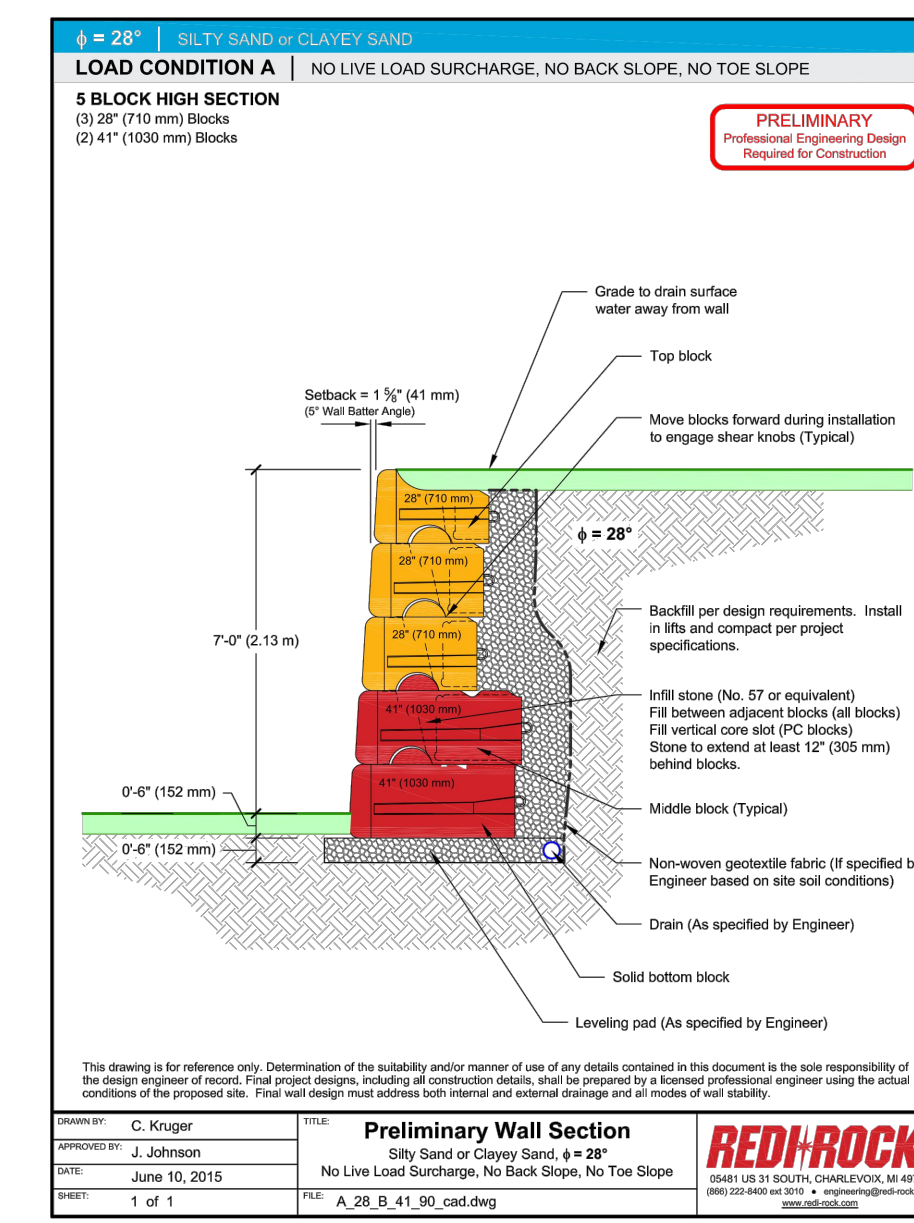 ϕ = 28° | SILTY SAND or CLAYEY SAND
LOAD CONDITION A | NO LIVE LOAD SURCHARGE, NO BACK SLOPE, NO TOE SLOPE
5 BLOCK HIGH SECTION
(3) 28" (710 mm) Blocks
(2) 41" (1030 mm) Blocks
PRELIMINARY
Professional Engineering Design
Required for Construction
Grade to drain surface
water away from wall
Top block
Setback = 1 5⁄8" (41 mm)
(5° Wall Batter Angle)
Move blocks forward during installation
to engage shear knobs (Typical)
28" (710 mm)
ϕ = 28°
28" (710 mm)
Backfill per design requirements. Install
in lifts and compact per project
specifications.
28" (710 mm)
7'-0" (2.13 m)
Infill stone (No. 57 or equivalent)
Fill between adjacent blocks (all blocks)
Fill vertical core slot (PC blocks)
Stone to extend at least 12" (305 mm)
behind blocks.
41" (1030 mm)
41" (1030 mm)
0'-6" (152 mm)
Middle block (Typical)
0'-6" (152 mm)
Non-woven geotextile fabric (If specified b
Engineer based on site soil conditions)
Drain (As specified by Engineer)
Solid bottom block
Leveling pad (As specified by Engineer)
This drawing is for reference only. Determination of the suitability and/or manner of use of any details contained in this document is the sole responsibility of
the design engineer of record. Final project designs, including all construction details, shall be prepared by a licensed professional engineer using the actual
conditions of the proposed site. Final wall design must address both internal and external drainage and all modes of wall stability.
DRAWN BY: C. Kruger
APPROVED BY: J. Johnson
DATE: June 10, 2015
SHEET: 1 of 1
TITLE: Preliminary Wall Section
Silty Sand or Clayey Sand, ϕ = 28°
No Live Load Surcharge, No Back Slope, No Toe Slope
FILE: A_28_B_41_90_cad.dwg
REDI ROCK
05481 US 31 SOUTH, CHARLEVOIX, MI 49
(866) 222-8400 ext 3010 • engineering@redi-rock
www.redi-rock.com